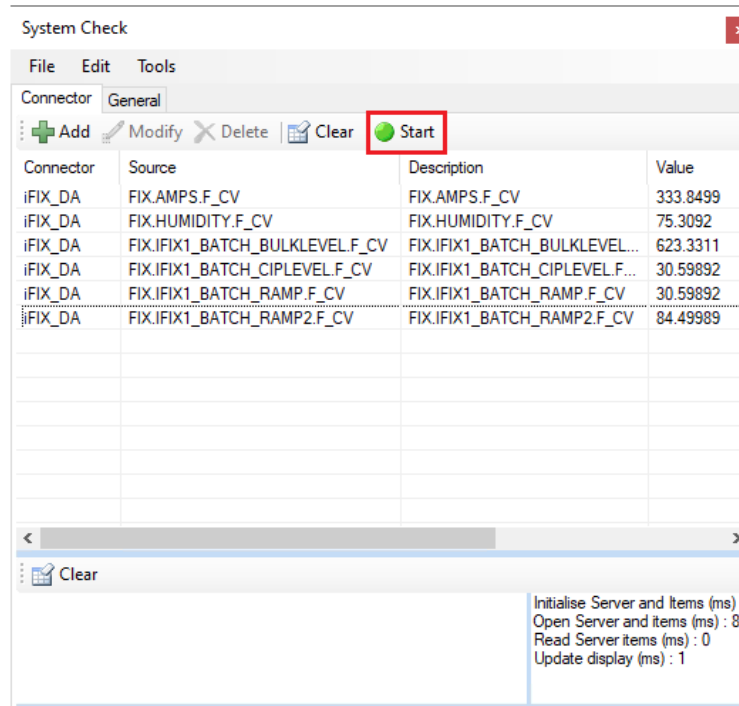 System Check
File Edit Tools
Connector General
Add Modify Delete Clear Start
Connector Source Description Value
iFIX_DA FIX.AMPS.F_CV FIX.AMPS.F_CV 333.8499
iFIX_DA FIX.HUMIDITY.F_CV FIX.HUMIDITY.F_CV 75.3092
iFIX_DA FIX.IFIX1_BATCH_BULKLEVEL.F_CV FIX.IFIX1_BATCH_BULKLEVEL... 623.3311
iFIX_DA FIX.IFIX1_BATCH_CIPLEVEL.F_CV FIX.IFIX1_BATCH_CIPLEVEL.F... 30.59892
iFIX_DA FIX.IFIX1_BATCH_RAMP.F_CV FIX.IFIX1_BATCH_RAMP.F_CV 30.59892
iFIX_DA FIX.IFIX1_BATCH_RAMP2.F_CV FIX.IFIX1_BATCH_RAMP2.F_CV 84.49989
Clear
Initialise Server and Items (ms)
Open Server and items (ms) : 8
Read Server items (ms) : 0
Update display (ms) : 1